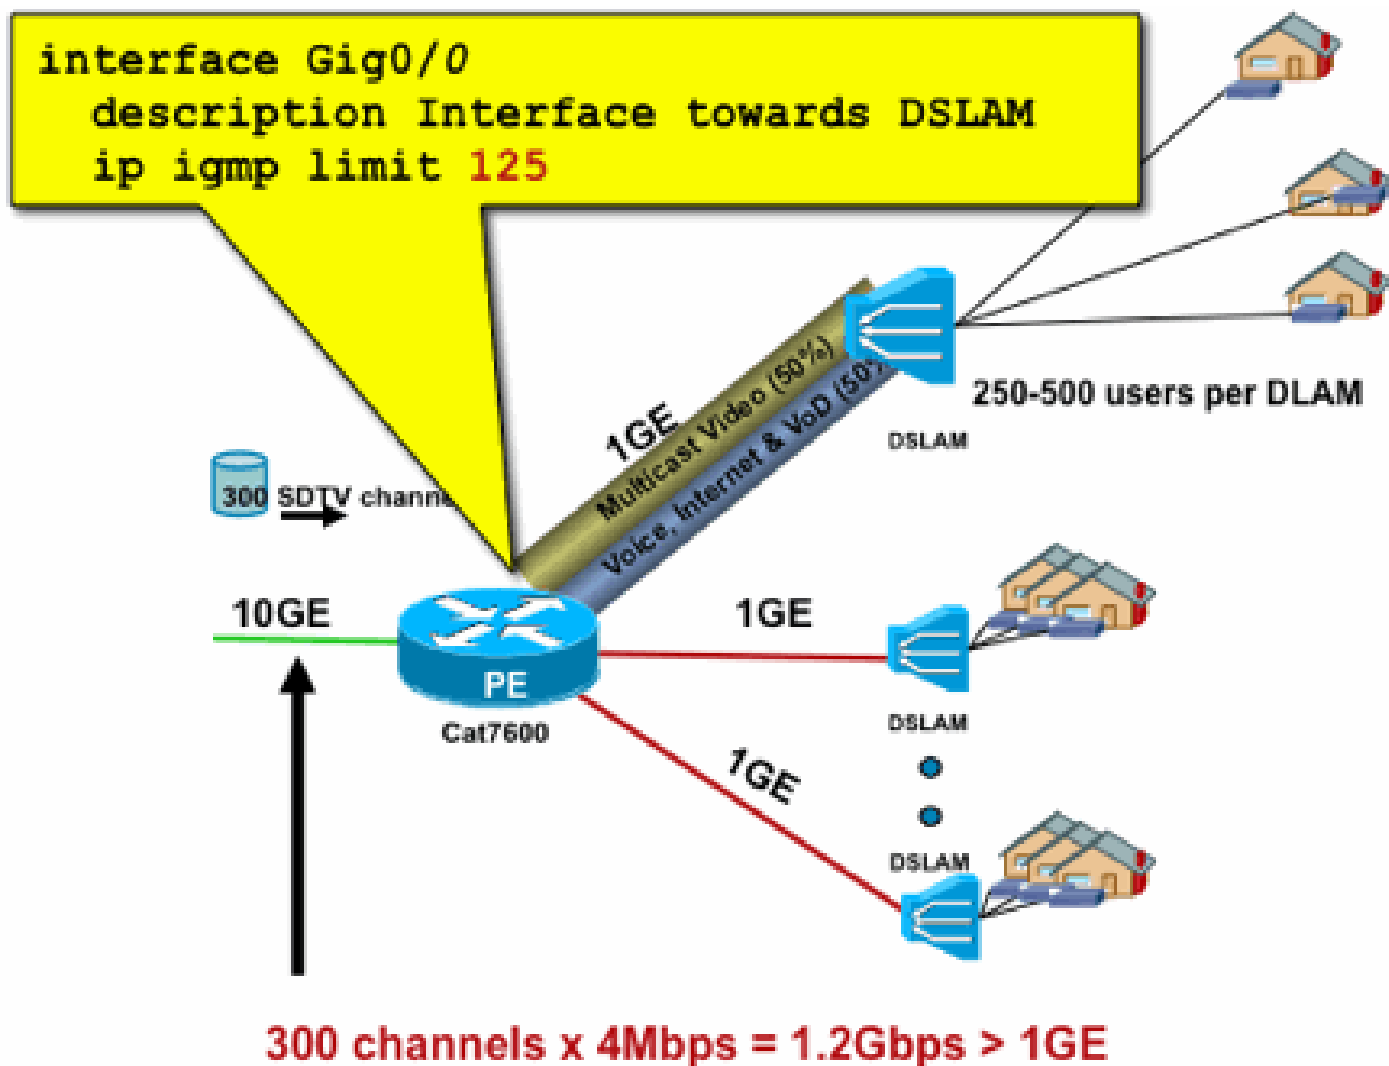 interface Gig0/0
description Interface towards DSLAM
ip igmp limit 125
1GE
Multicast Video (50%)
Voice, Internet & VoD (50%
250-500 users per DLAM
DSLAM
300 SDTV channe
10GE
PE
Cat7600
1GE
DSLAM
1GE
DSLAM
300 channels x 4Mbps = 1.2Gbps > 1GE